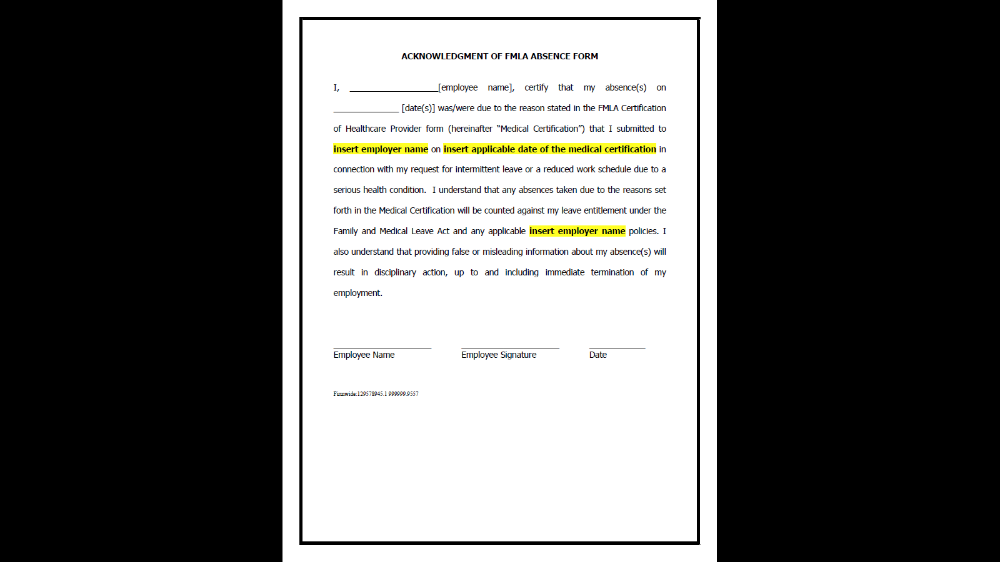 ACKNOWLEDGMENT OF FMLA ABSENCE FORM
I, ____________________[employee name], certify that my absence(s) on
_______________ [date(s)] was/were due to the reason stated in the FMLA Certification
of Healthcare Provider form (hereinafter “Medical Certification”) that I submitted to
insert employer name on insert applicable date of the medical certification in
connection with my request for intermittent leave or a reduced work schedule due to a
serious health condition.  I understand that any absences taken due to the reasons set
forth in the Medical Certification will be counted against my leave entitlement under the
Family and Medical Leave Act and any applicable insert employer name policies. I
also understand that providing false or misleading information about my absence(s) will
result in disciplinary action, up to and including immediate termination of my
employment.
Employee Name Employee Signature Date
Firmwide:129578945.1 999999.9557